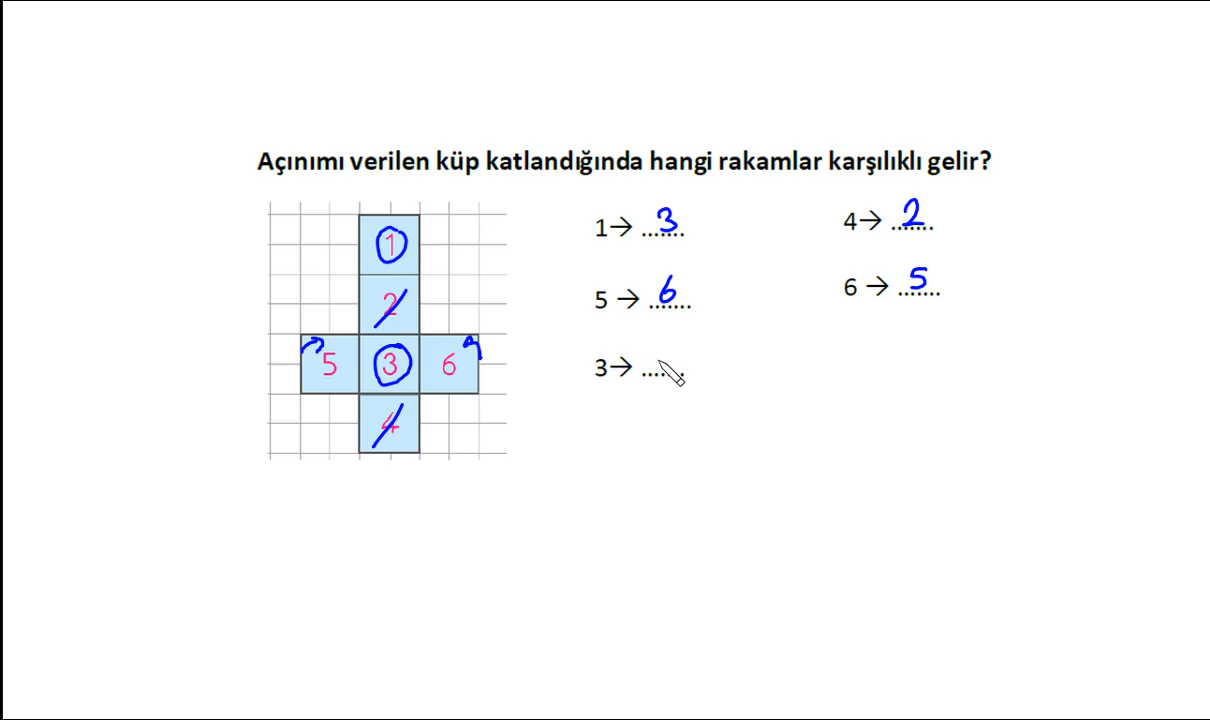 Açınımı verilen küp katlandığında hangi rakamlar karşılıklı gelir?
1 1→ ...3.... 4→ ...2....
2
5 → ...6.... 6 → ...5....
5 3 6
3→ .......
4